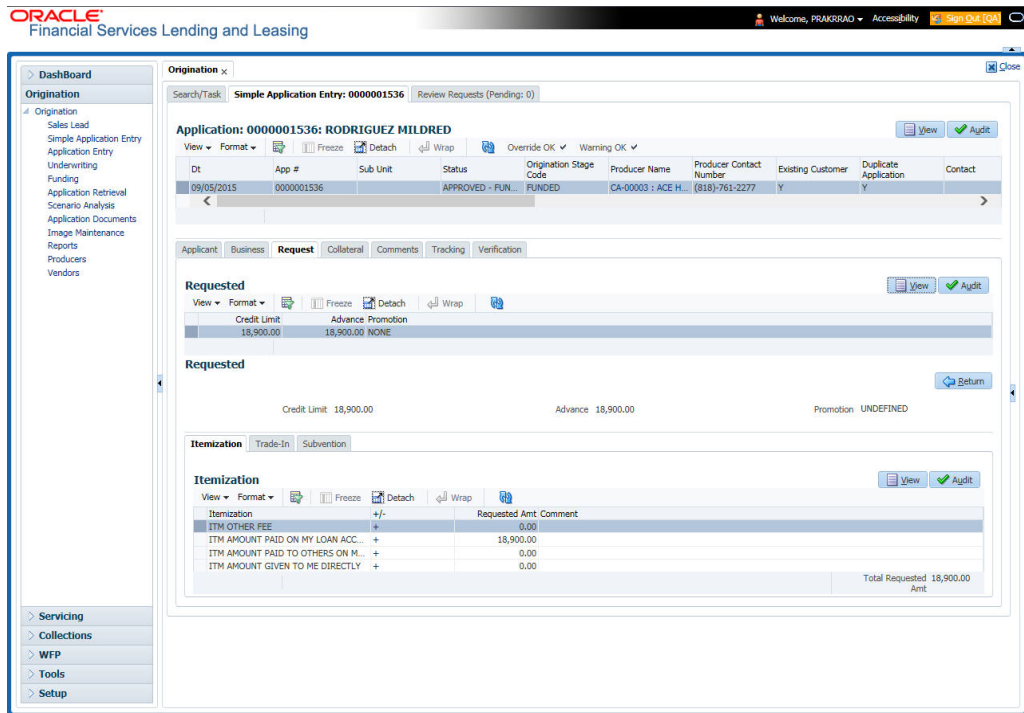 ORACLE
Financial Services Lending and Leasing
Welcome, PRAKRRAO Accessibility Sign Out [QA]
Close
DashBoard
Origination
Origination
Sales Lead
Simple Application Entry
Application Entry
Underwriting
Funding
Application Retrieval
Scenario Analysis
Application Documents
Image Maintenance
Reports
Producers
Vendors
Servicing
Collections
WFP
Tools
Setup
Origination
Search/Task Simple Application Entry: 0000001536 Review Requests (Pending: 0)
Application: 0000001536: RODRIGUEZ MILDRED View Audit
View Format Freeze Detach Wrap Override OK Warning OK
Dt App # Sub Unit Status Origination Stage Code Producer Name Producer Contact Number Existing Customer Duplicate Application Contact
09/05/2015 0000001536 APPROVED - FUN... FUNDED CA-00003 : ACE H... (818)-761-2277 Y Y
Applicant Business Request Collateral Comments Tracking Verification
Requested View Audit
View Format Freeze Detach Wrap
Credit Limit Advance Promotion
18,900.00 18,900.00 NONE
Requested
Return
Credit Limit 18,900.00 Advance 18,900.00 Promotion UNDEFINED
Itemization Trade-In Subvention
Itemization View Audit
View Format Freeze Detach Wrap
Itemization +/- Requested Amt Comment
ITM OTHER FEE + 0.00
ITM AMOUNT PAID ON MY LOAN ACC... + 18,900.00
ITM AMOUNT PAID TO OTHERS ON M... + 0.00
ITM AMOUNT GIVEN TO ME DIRECTLY + 0.00
Total Requested Amt 18,900.00